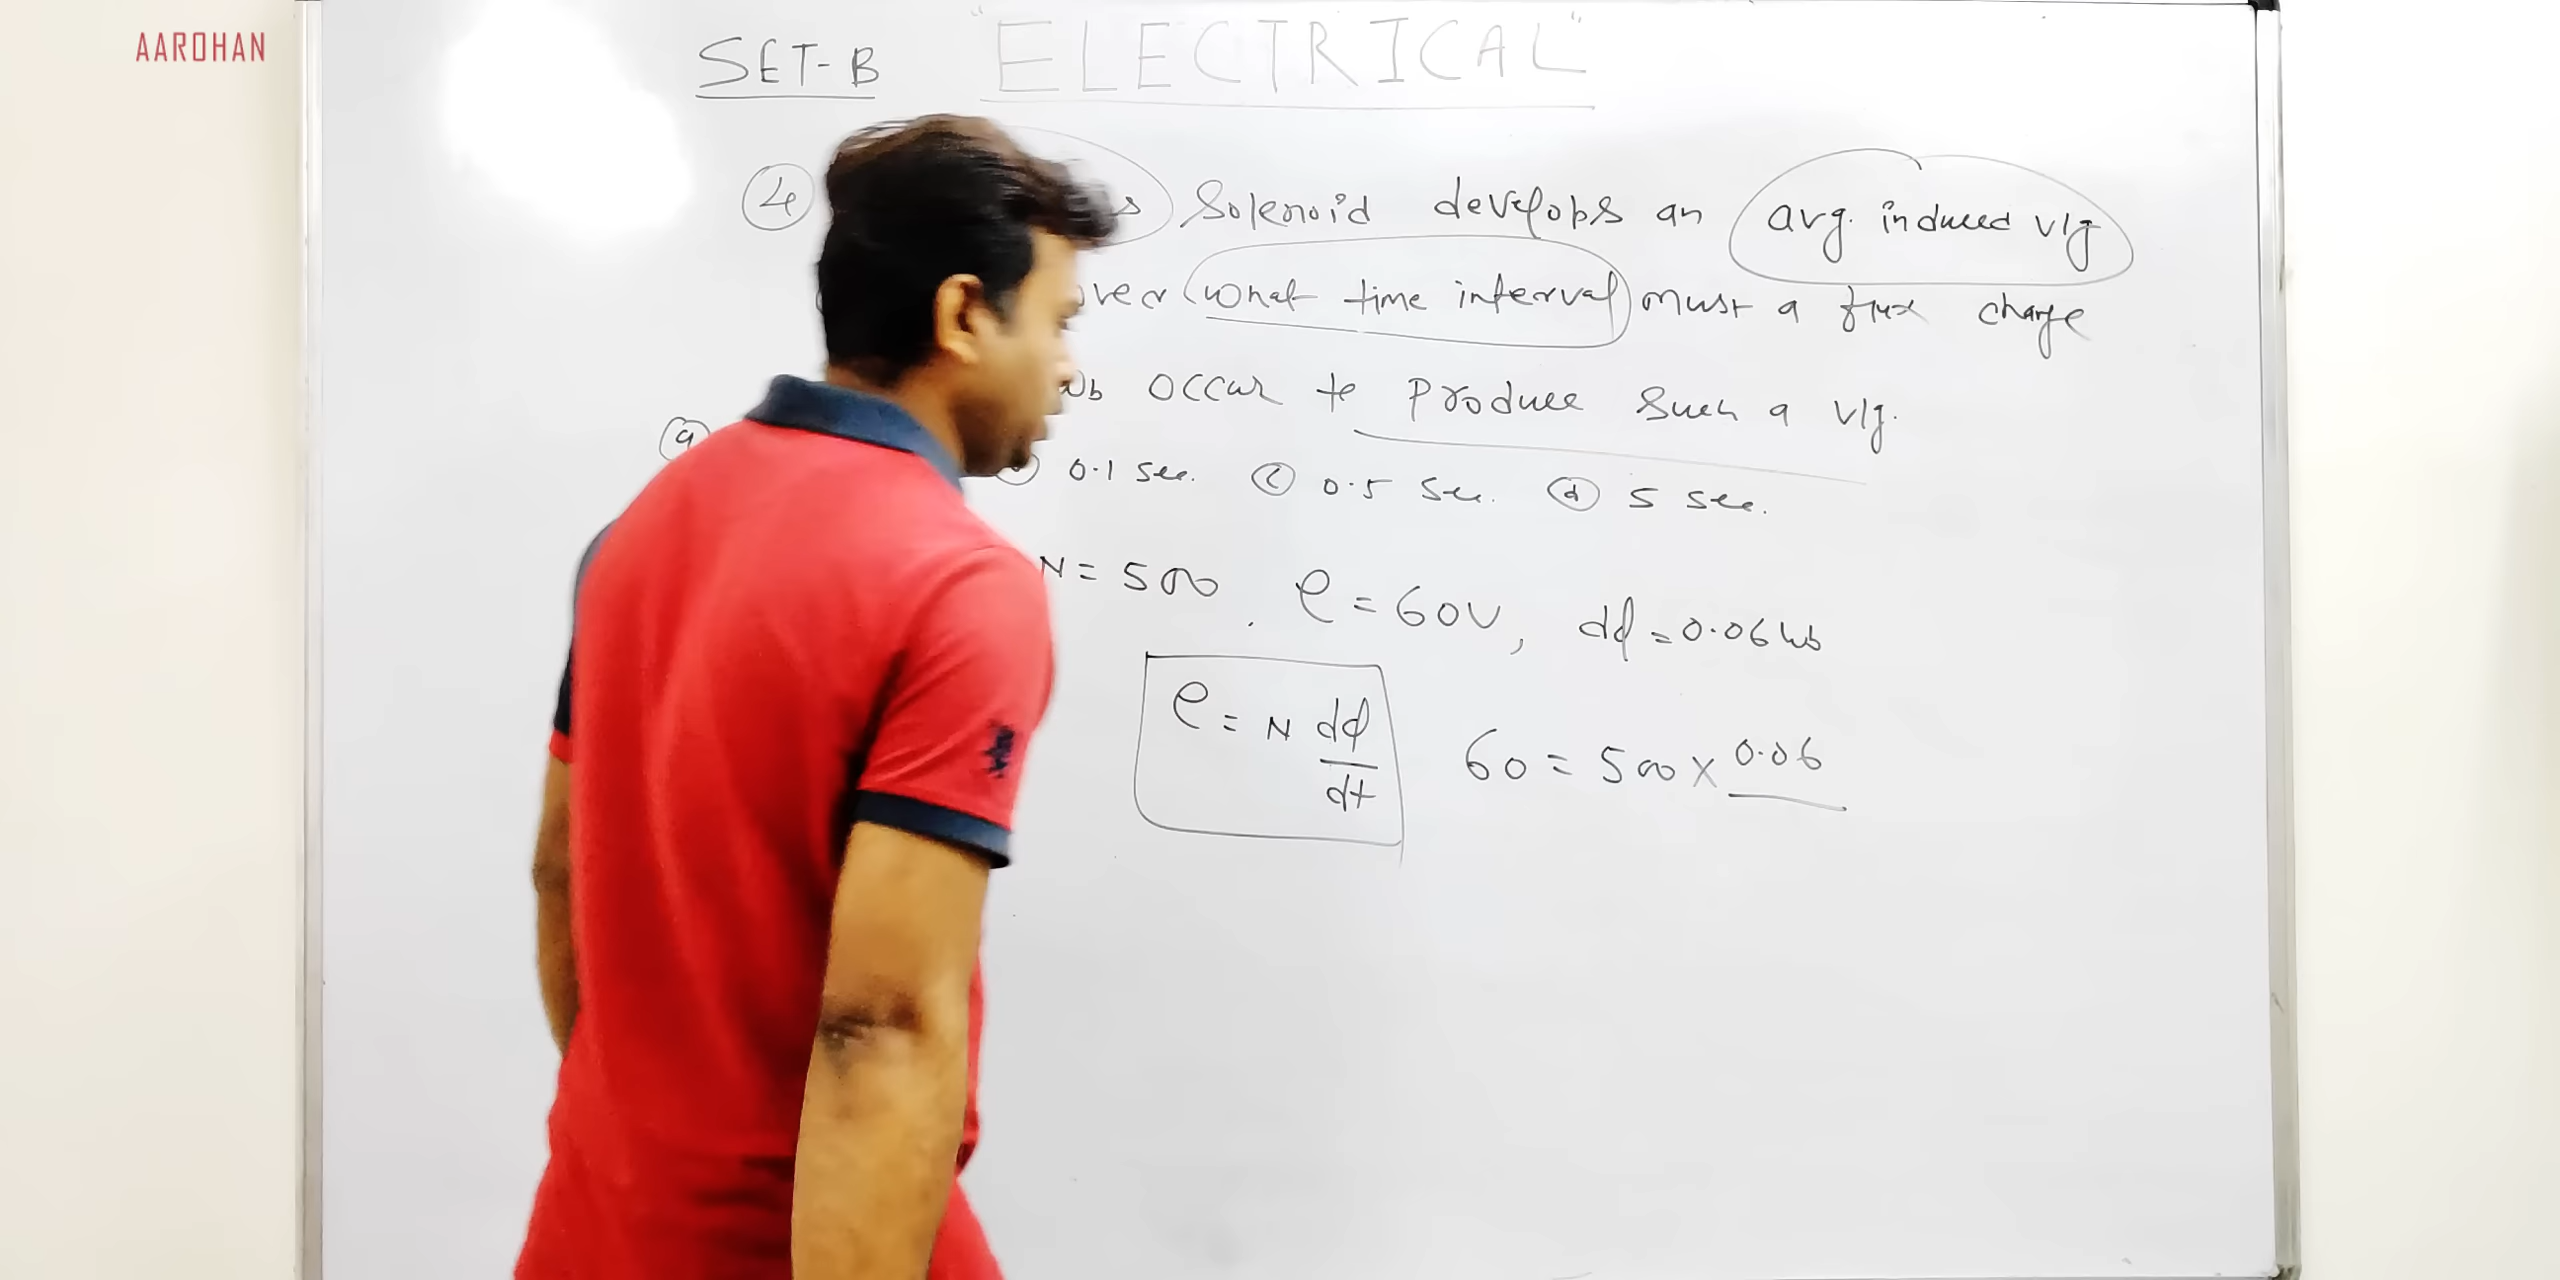 AAROHAN
SET-B "ELECTRICAL"
4 Solenoid develops an avg. induced v/g
over what time interval must a flux change
wb occur to produce such a v/g.
a 0.1 sec. c 0.5 sec. d 5 sec.
N = 500, e = 60V, dϕ = 0.06 wb
e = N dϕ/dt 60 = 500 × 0.06